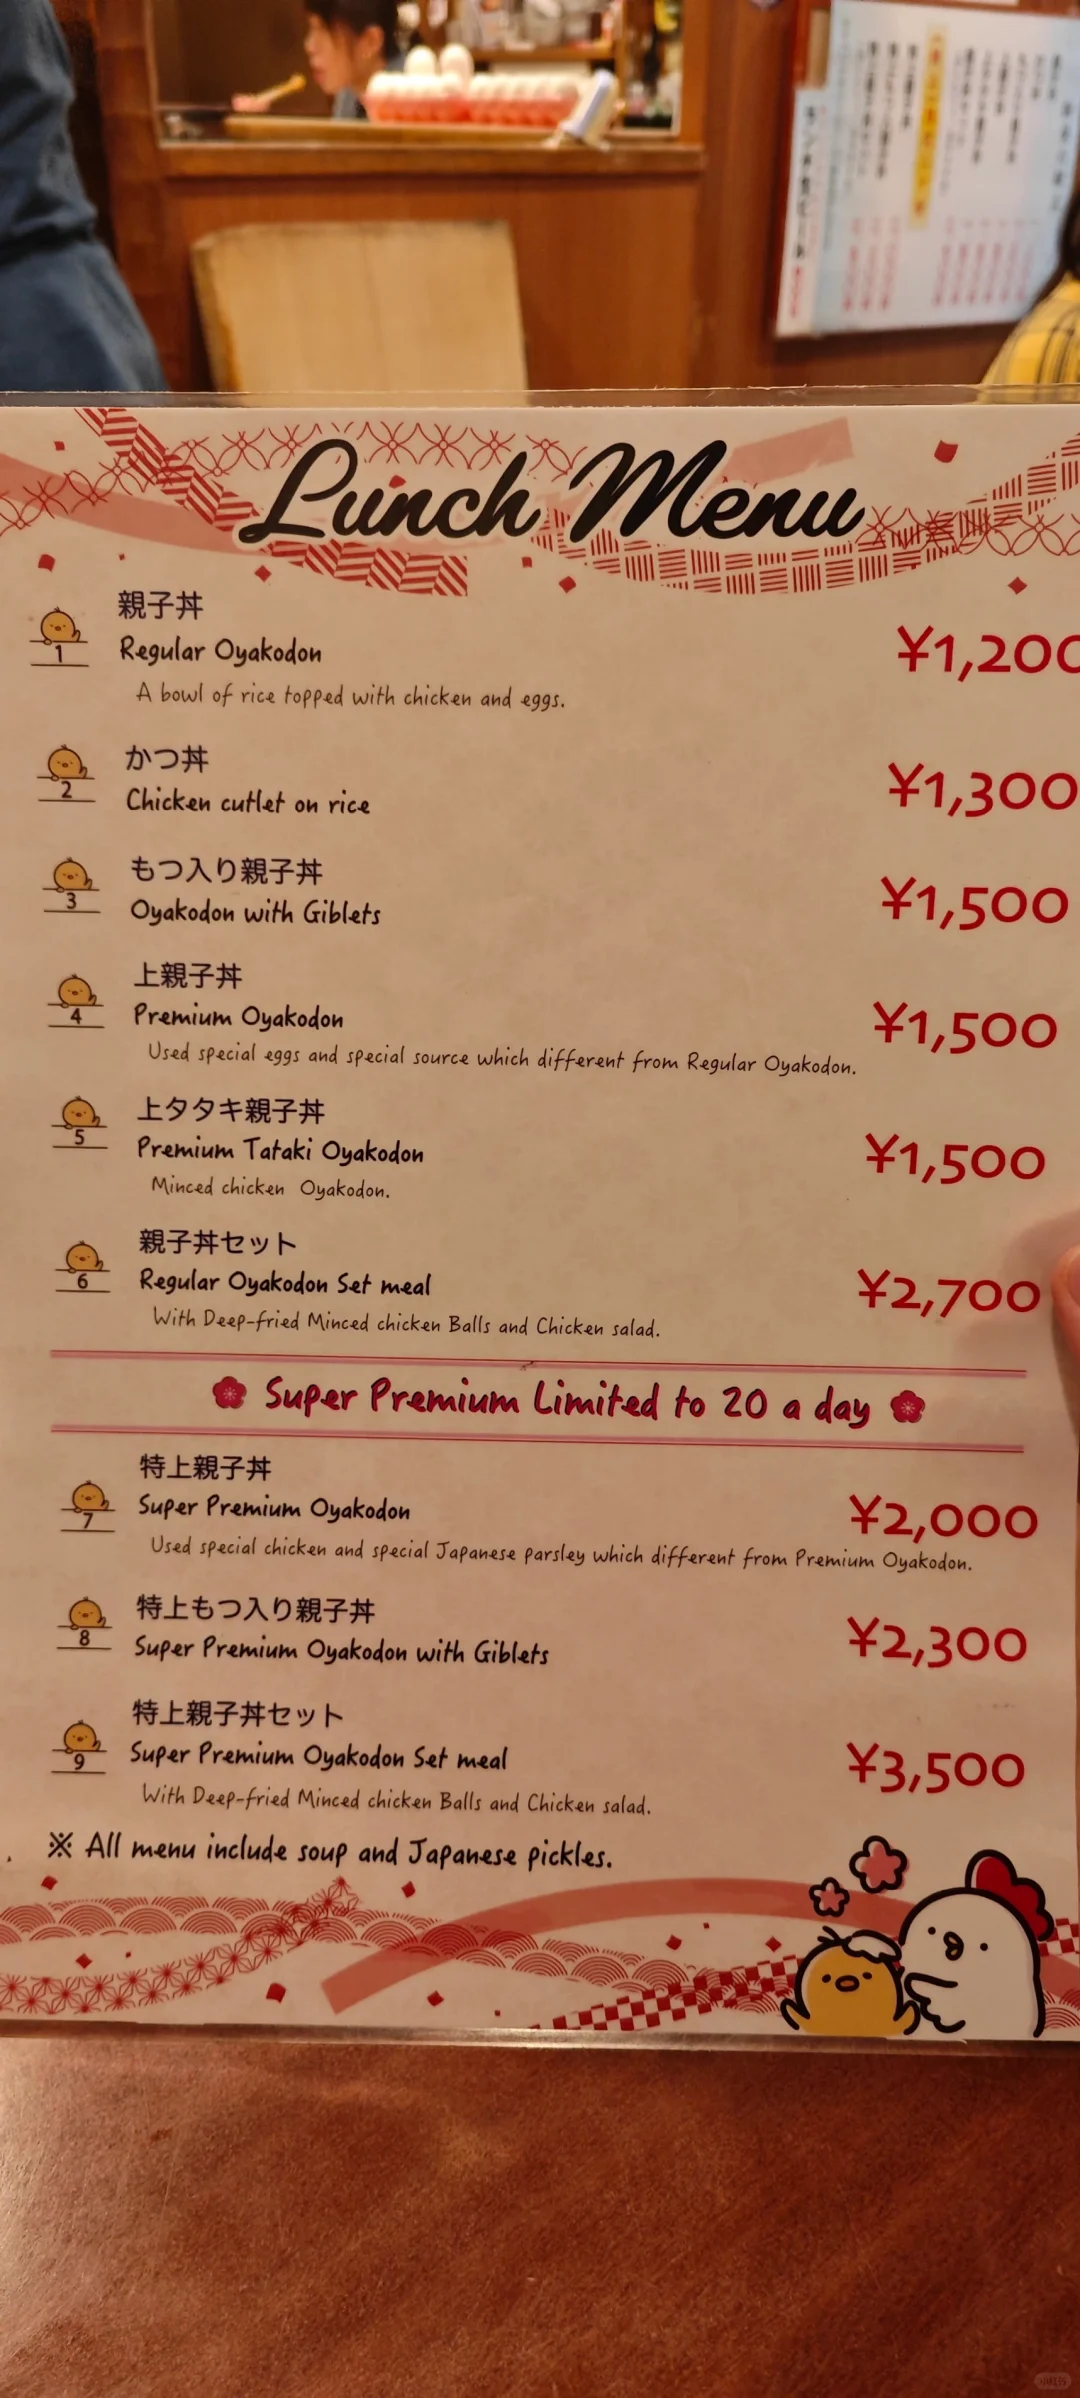 Lunch Menu
親子丼
1
Regular Oyakodon
¥1,200
A bowl of rice topped with chicken and eggs.
かつ丼
2
Chicken cutlet on rice
¥1,300
もつ入り親子丼
3
Oyakodon with Giblets
¥1,500
上親子丼
4
Premium Oyakodon
¥1,500
Used special eggs and special source which different from Regular Oyakodon.
上タタキ親子丼
5
Premium Tataki Oyakodon
¥1,500
Minced chicken Oyakodon.
親子丼セット
6
Regular Oyakodon Set meal
¥2,700
With Deep-fried Minced chicken Balls and Chicken salad.
Super Premium Limited to 20 a day
特上親子丼
7
Super Premium Oyakodon
¥2,000
Used special chicken and special Japanese parsley which different from Premium Oyakodon.
特上もつ入り親子丼
8
Super Premium Oyakodon with Giblets
¥2,300
特上親子丼セット
9
Super Premium Oyakodon Set meal
¥3,500
With Deep-fried Minced chicken Balls and Chicken salad.
※ All menu include soup and Japanese pickles.